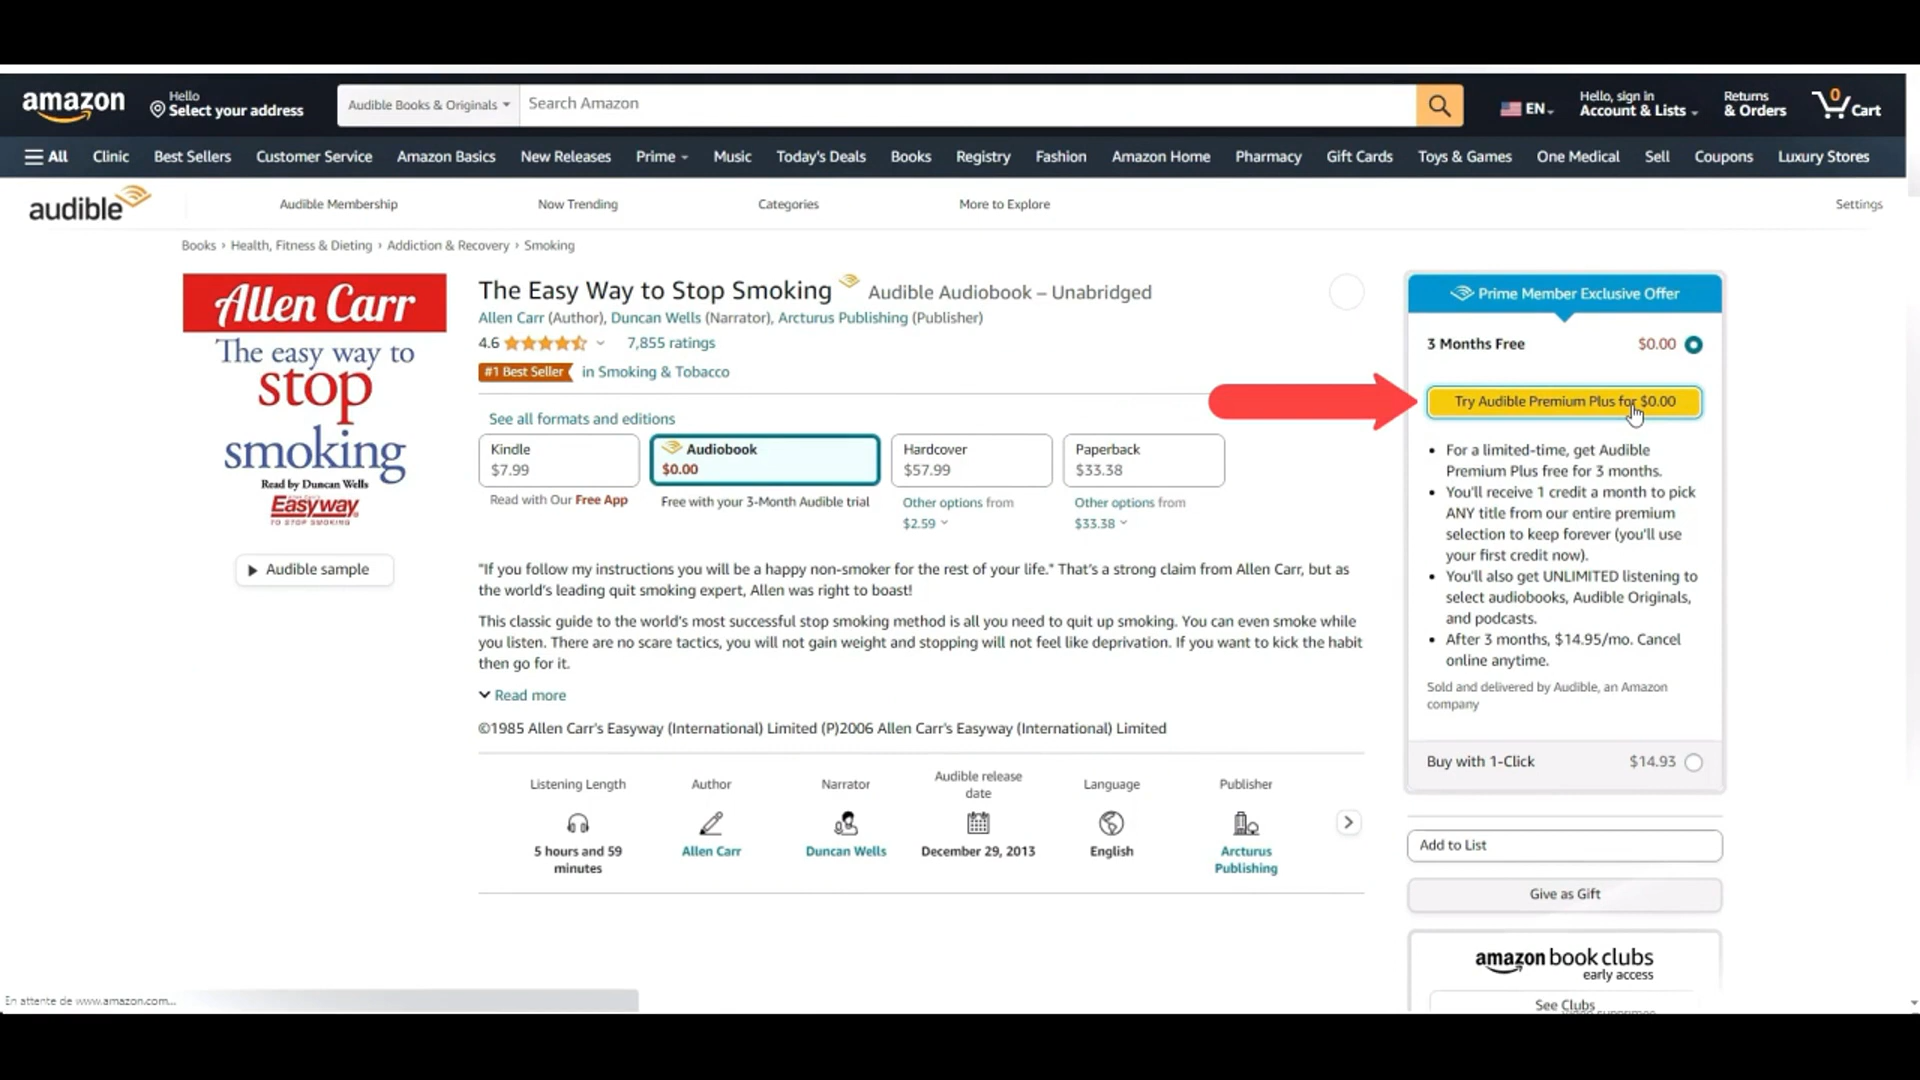 amazon
Hello
Select your address
Audible Books & Originals
Search Amazon
EN
Hello, sign in
Account & Lists
Returns
& Orders
0
Cart
All
Clinic
Best Sellers
Customer Service
Amazon Basics
New Releases
Prime
Music
Today's Deals
Books
Registry
Fashion
Amazon Home
Pharmacy
Gift Cards
Toys & Games
One Medical
Sell
Coupons
Luxury Stores
audible
Audible Membership
Now Trending
Categories
More to Explore
Settings
Books › Health, Fitness & Dieting › Addiction & Recovery › Smoking
Allen Carr
The easy way to
stop
smoking
Read by Duncan Wells
Easyway
TO STOP SMOKING
Audible sample
The Easy Way to Stop Smoking Audible Audiobook – Unabridged
Allen Carr (Author), Duncan Wells (Narrator), Arcturus Publishing (Publisher)
4.6 7,855 ratings
#1 Best Seller in Smoking & Tobacco
See all formats and editions
Kindle
$7.99
Read with Our Free App
Audiobook
$0.00
Free with your 3-Month Audible trial
Hardcover
$57.99
Other options from
$2.59
Paperback
$33.38
Other options from
$33.38
"If you follow my instructions you will be a happy non-smoker for the rest of your life." That's a strong claim from Allen Carr, but as
the world's leading quit smoking expert, Allen was right to boast!
This classic guide to the world's most successful stop smoking method is all you need to quit up smoking. You can even smoke while
you listen. There are no scare tactics, you will not gain weight and stopping will not feel like deprivation. If you want to kick the habit
then go for it.
Read more
©1985 Allen Carr's Easyway (International) Limited (P)2006 Allen Carr's Easyway (International) Limited
Listening Length
5 hours and 59
minutes
Author
Allen Carr
Narrator
Duncan Wells
Audible release
date
December 29, 2013
Language
English
Publisher
Arcturus
Publishing
Prime Member Exclusive Offer
3 Months Free $0.00
Try Audible Premium Plus for $0.00
• For a limited-time, get Audible
Premium Plus free for 3 months.
• You'll receive 1 credit a month to pick
ANY title from our entire premium
selection to keep forever (you'll use
your first credit now).
• You'll also get UNLIMITED listening to
select audiobooks, Audible Originals,
and podcasts.
• After 3 months, $14.95/mo. Cancel
online anytime.
Sold and delivered by Audible, an Amazon
company
Buy with 1-Click $14.93
Add to List
Give as Gift
amazon book clubs
early access
See Clubs
En attente de www.amazon.com...